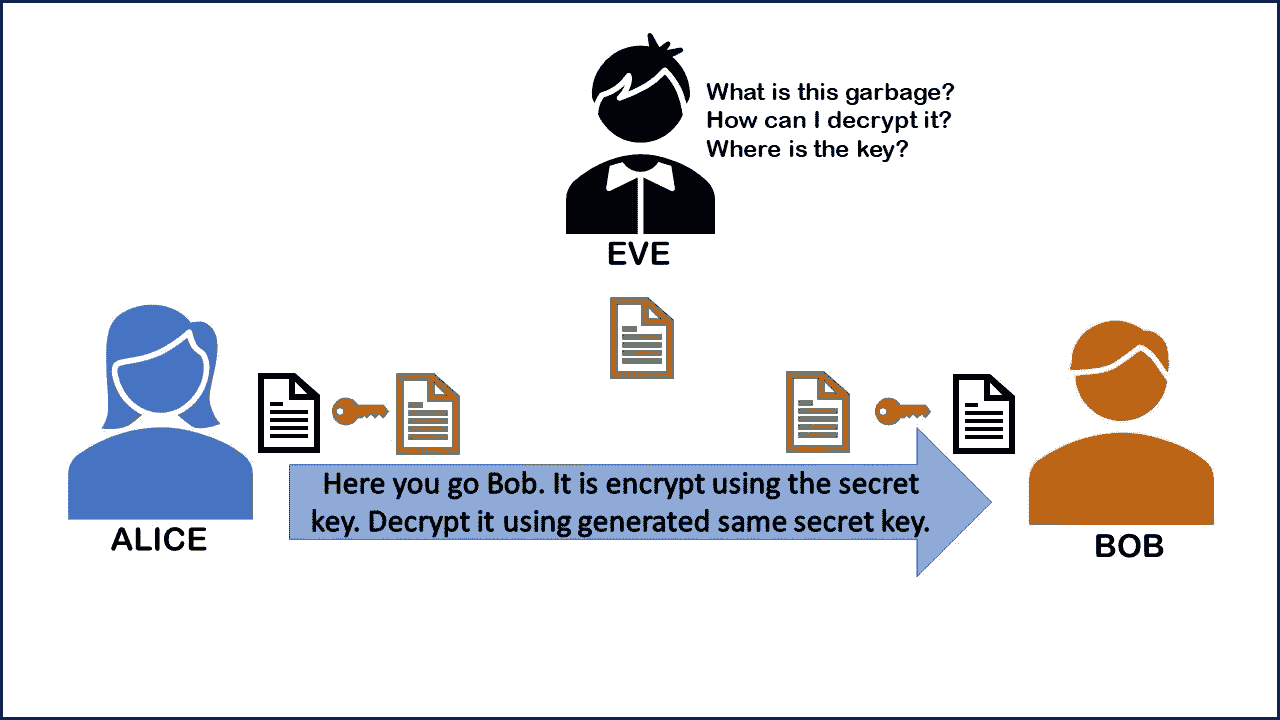 What is this garbage?
How can I decrypt it?
Where is the key?
EVE
Here you go Bob. It is encrypt using the secret
key. Decrypt it using generated same secret key.
ALICE
BOB